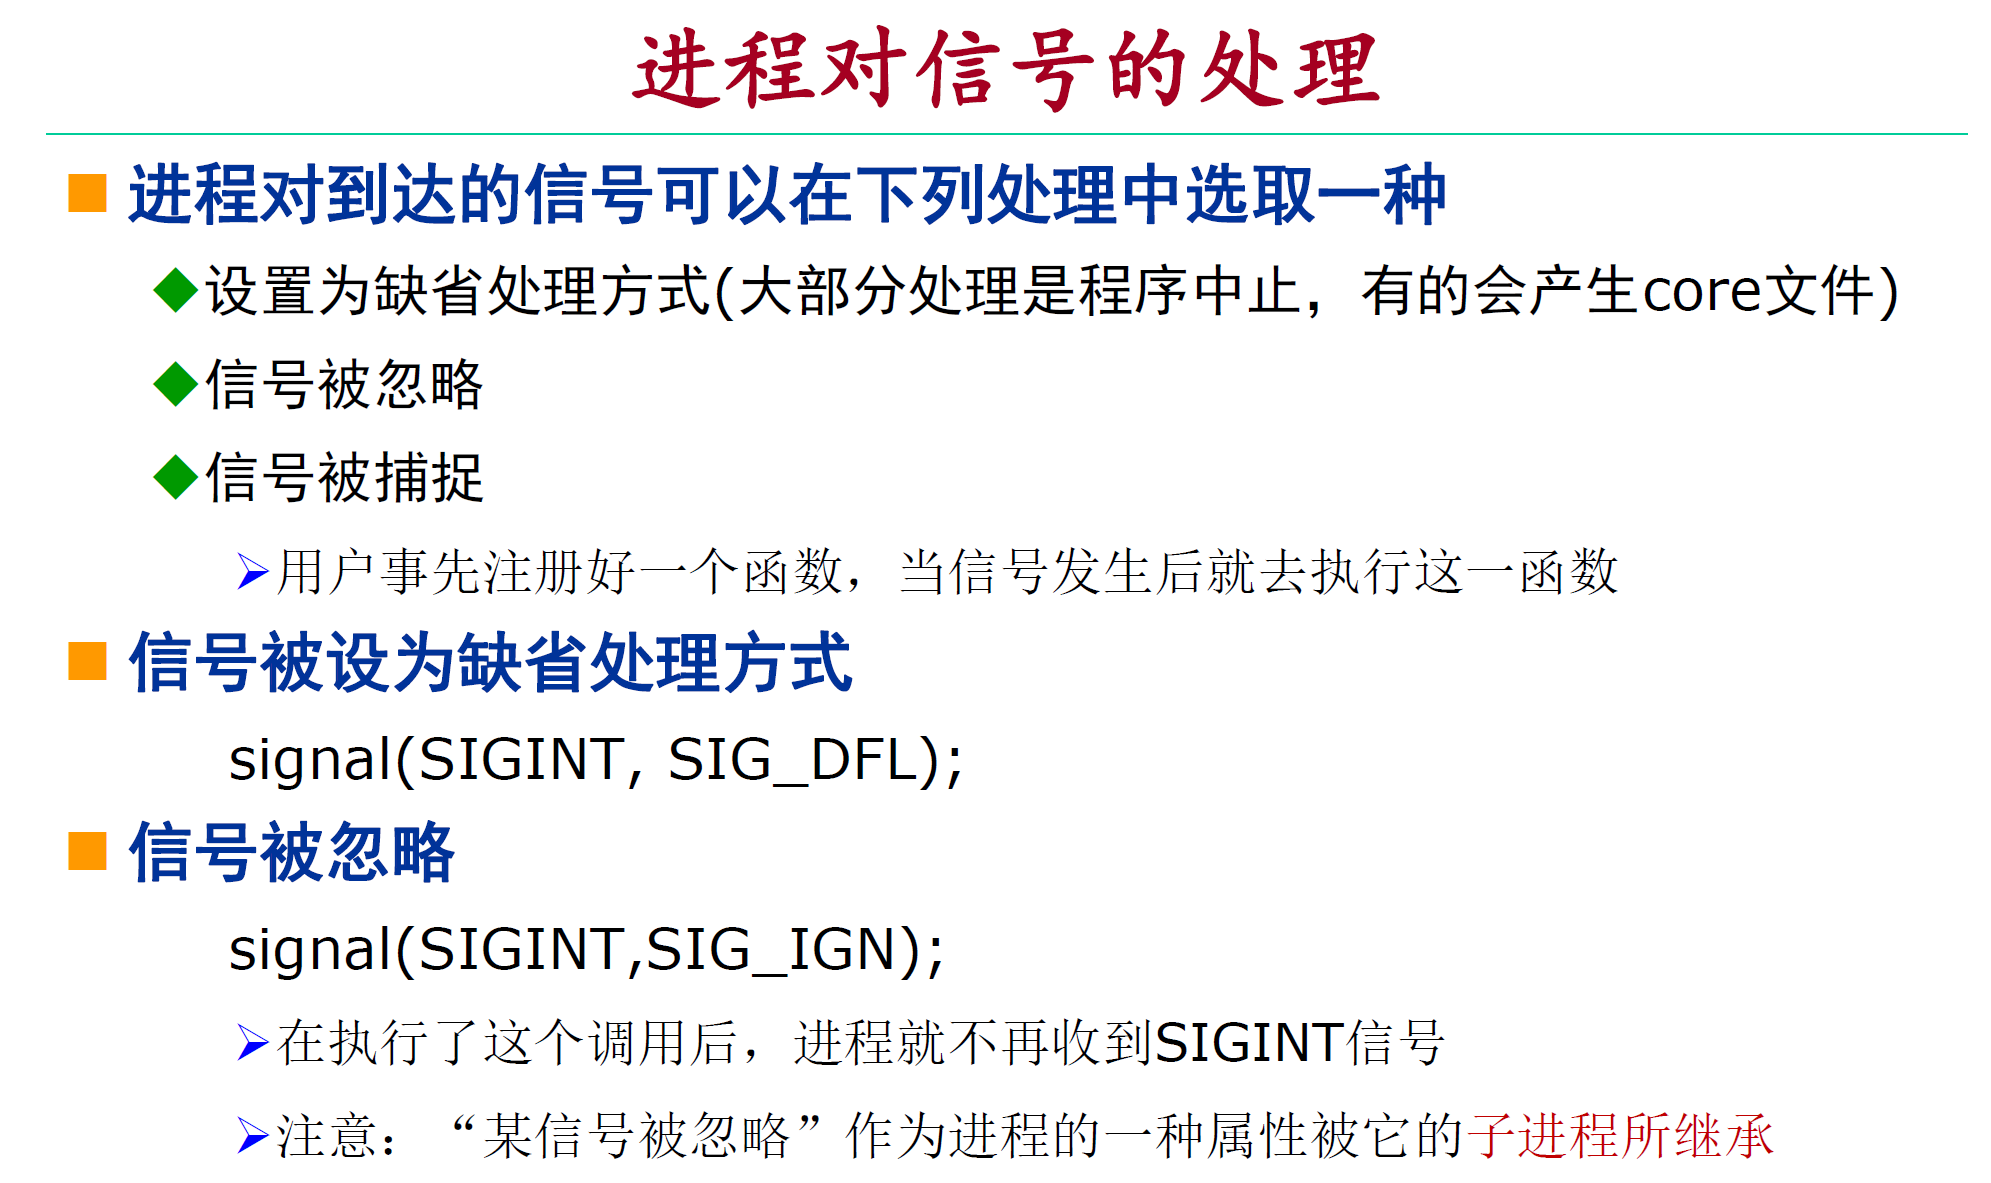 进程对信号的处理
进程对到达的信号可以在下列处理中选取一种
设置为缺省处理方式(大部分处理是程序中止，有的会产生core文件)
信号被忽略
信号被捕捉
用户事先注册好一个函数，当信号发生后就去执行这一函数
信号被设为缺省处理方式
signal(SIGINT, SIG_DFL);
信号被忽略
signal(SIGINT,SIG_IGN);
在执行了这个调用后，进程就不再收到SIGINT信号
注意：“某信号被忽略”作为进程的一种属性被它的子进程所继承